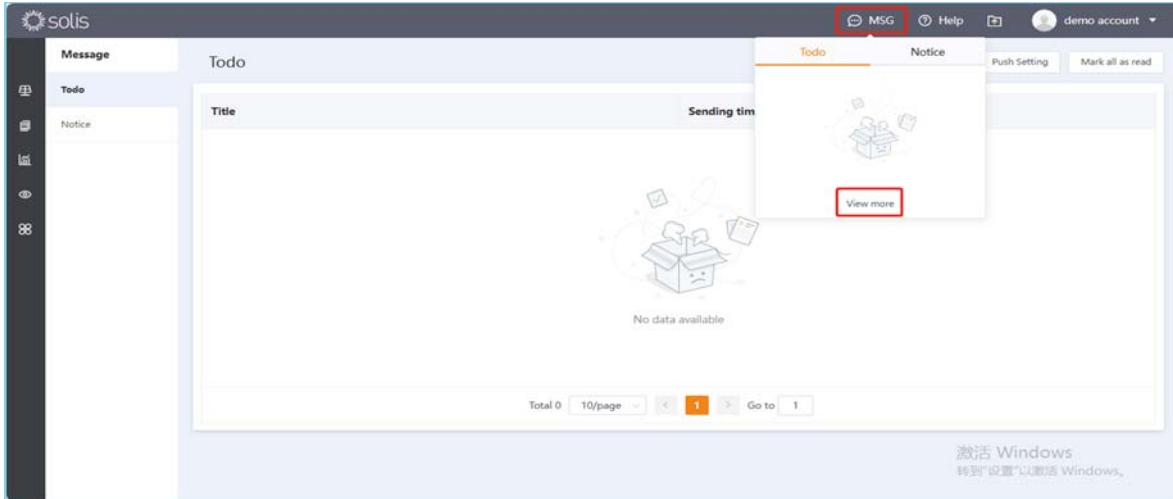 solis
MSG
Help
demo account
Message
Todo
Notice
Todo
Push Setting
Mark all as read
Title
Sending tim
Todo
Notice
View more
No data available
Total 0
10/page
<
1
>
Go to
1
激活 Windows
转到"设置"以激活 Windows。